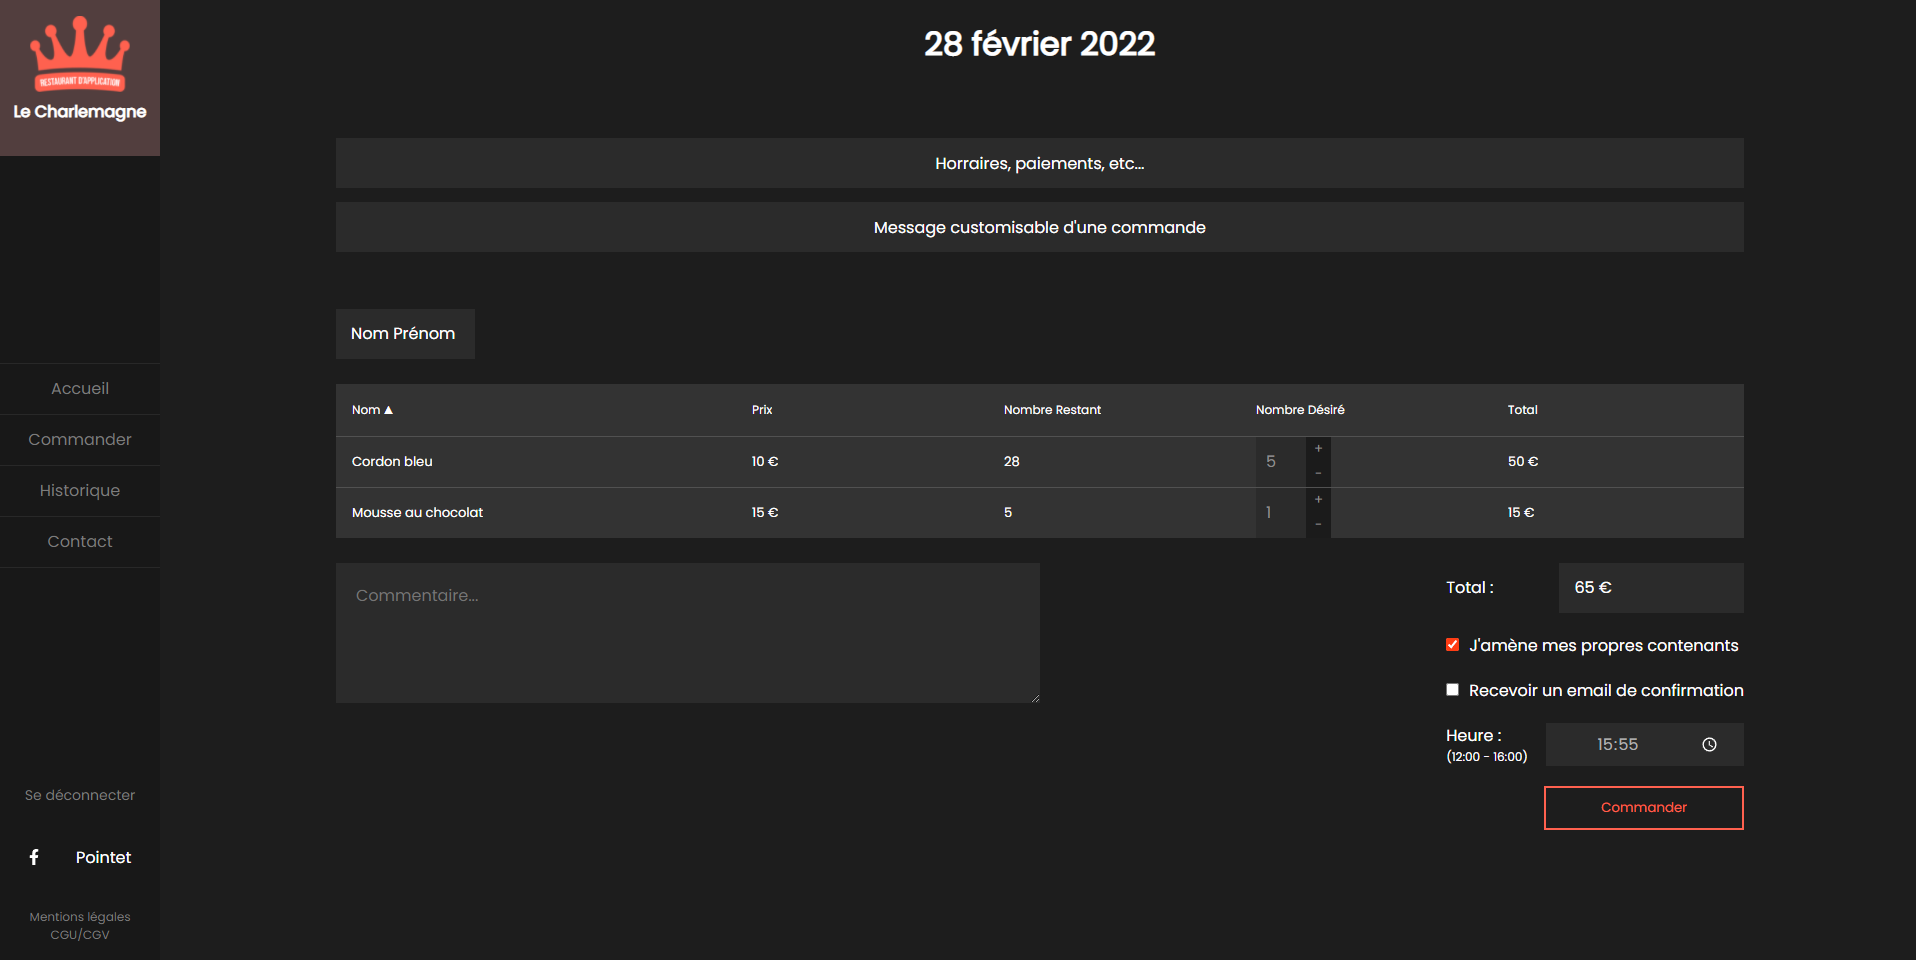 RESTAURANT D'APPLICATION
Le Charlemagne
Accueil
Commander
Historique
Contact
Se déconnecter
Pointet
Mentions légales
CGU/CGV
28 février 2022
Horraires, paiements, etc...
Message customisable d'une commande
Nom Prénom
Nom ▲ Prix Nombre Restant Nombre Désiré Total
Cordon bleu 10 € 28 5 + - 50 €
Mousse au chocolat 15 € 5 1 + - 15 €
Commentaire...
Total : 65 €
J'amène mes propres contenants
Recevoir un email de confirmation
Heure : 15:55
(12:00 - 16:00)
Commander